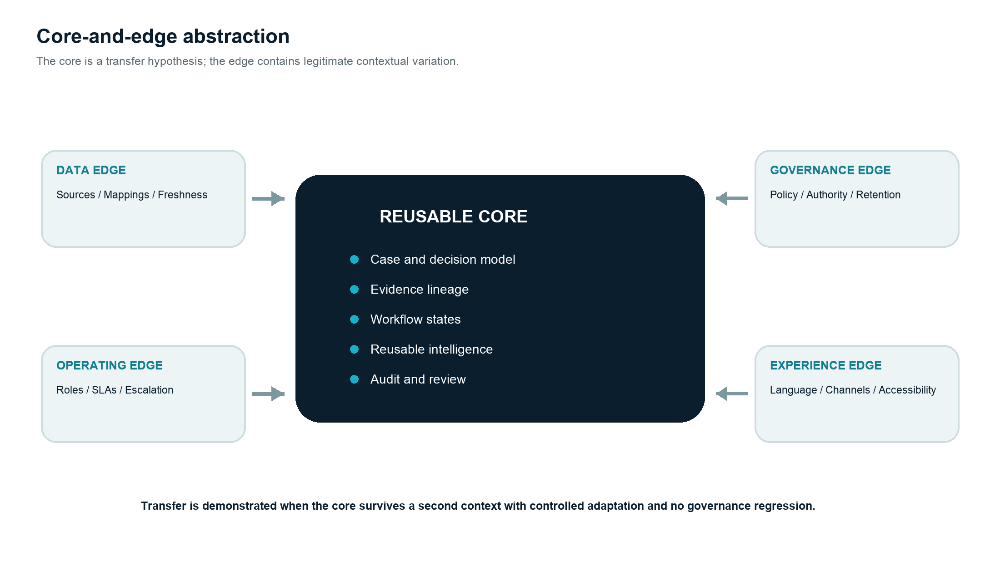 Core-and-edge abstraction
The core is a transfer hypothesis; the edge contains legitimate contextual variation.
DATA EDGE
Sources / Mappings / Freshness
GOVERNANCE EDGE
Policy / Authority / Retention
REUSABLE CORE
Case and decision model
Evidence lineage
Workflow states
Reusable intelligence
Audit and review
OPERATING EDGE
Roles / SLAs / Escalation
EXPERIENCE EDGE
Language / Channels / Accessibility
Transfer is demonstrated when the core survives a second context with controlled adaptation and no governance regression.